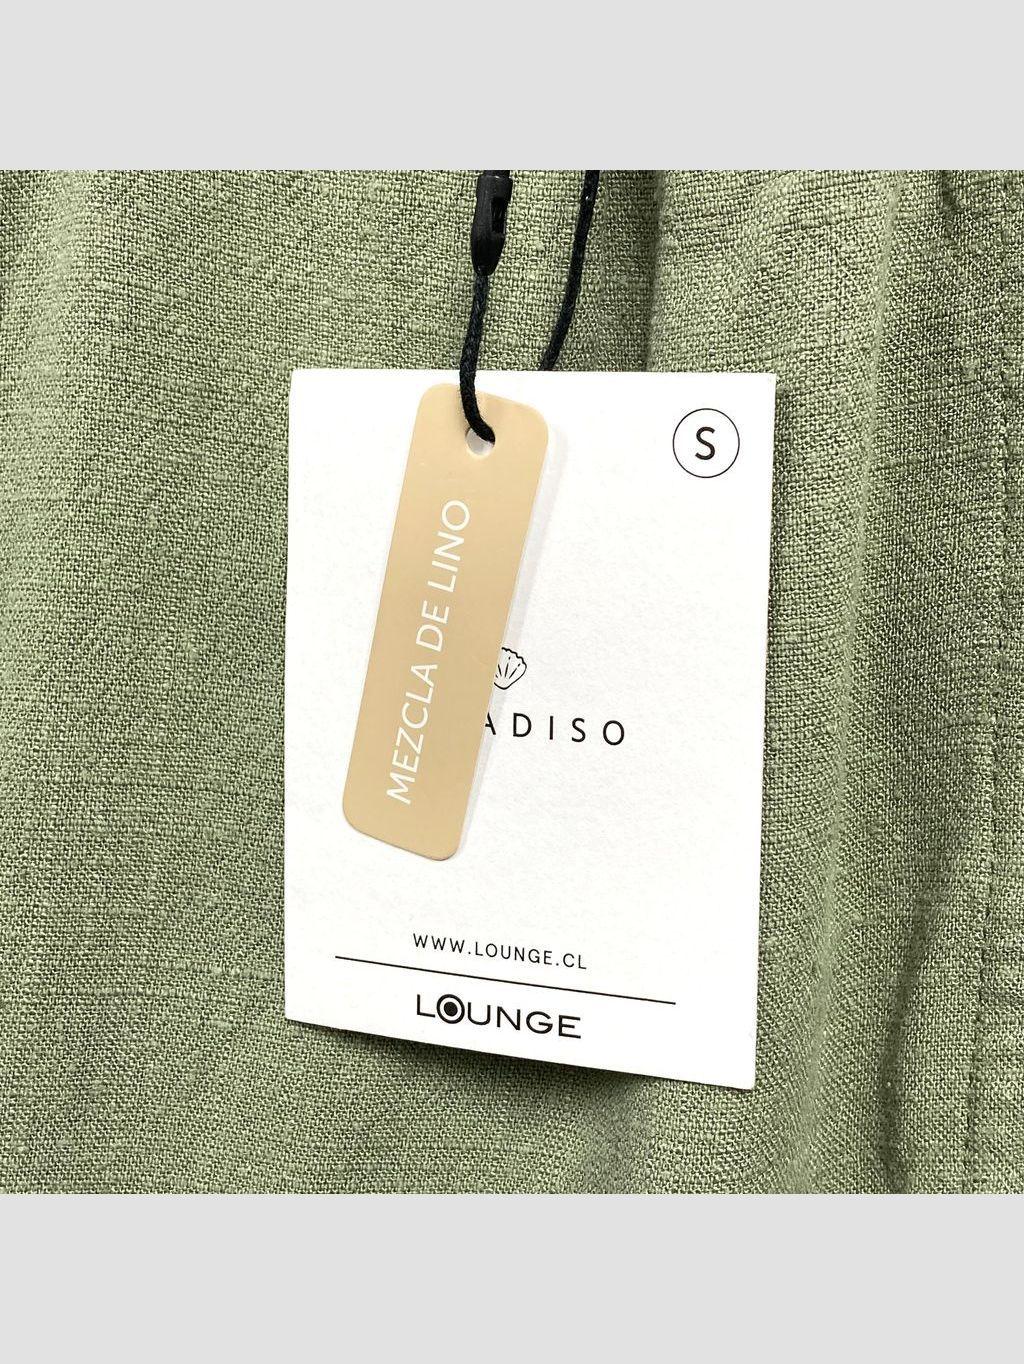 S
MEZCLA DE LINO
ADISO
WWW.LOUNGE.CL
LOUNGE